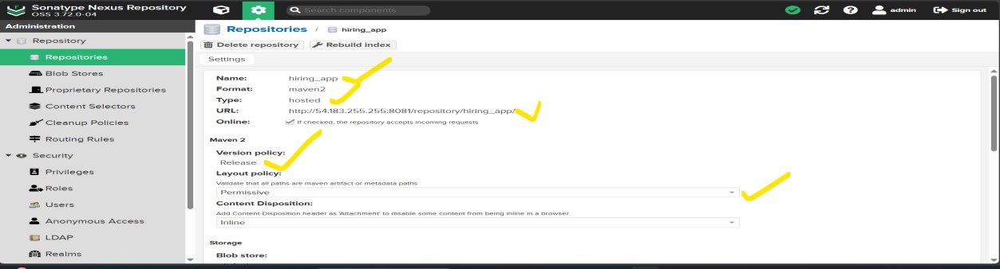 Sonatype Nexus Repository
OSS 3.72.0-04
Search components
admin
Sign out
Administration
Repository
Repositories
Blob Stores
Proprietary Repositories
Content Selectors
Cleanup Policies
Routing Rules
Security
Privileges
Roles
Users
Anonymous Access
LDAP
Realms
Repositories / hiring_app
Delete repository Rebuild index
Settings
Name: hiring_app
Format: maven2
Type: hosted
URL: http://54.183.255.255:8081/repository/hiring_app/
Online: If checked, the repository accepts incoming requests
Maven 2
Version policy:
Release
Layout policy:
Validate that all paths are maven artifact or metadata paths
Permissive
Content Disposition:
Add Content-Disposition header as 'Attachment' to disable some content from being inline in a browser.
Inline
Storage
Blob store: